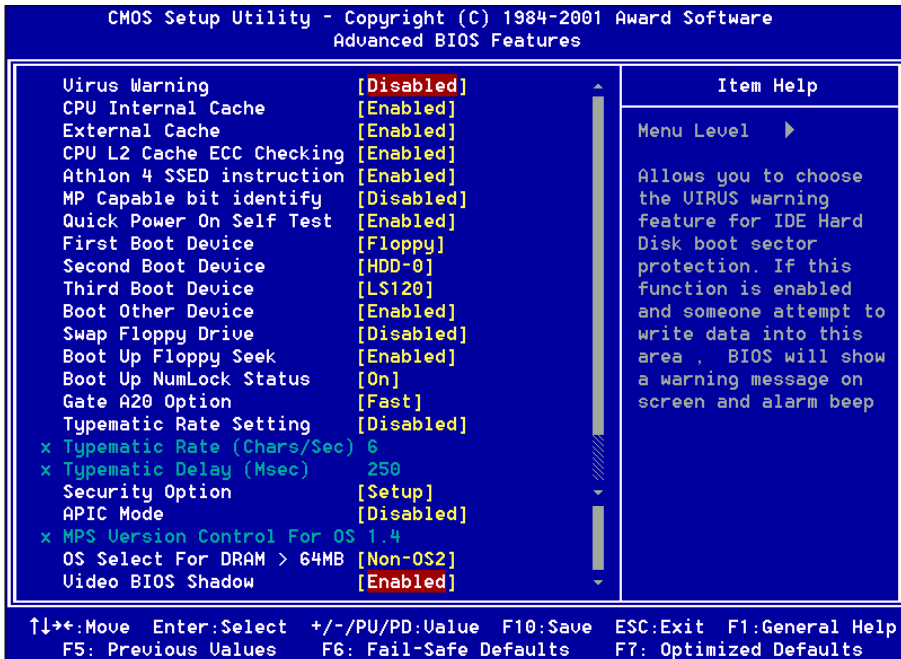 CMOS Setup Utility - Copyright (C) 1984-2001 Award Software
Advanced BIOS Features
Virus Warning [Disabled]
CPU Internal Cache [Enabled]
External Cache [Enabled]
CPU L2 Cache ECC Checking [Enabled]
Athlon 4 SSED instruction [Enabled]
MP Capable bit identify [Disabled]
Quick Power On Self Test [Enabled]
First Boot Device [Floppy]
Second Boot Device [HDD-0]
Third Boot Device [LS120]
Boot Other Device [Enabled]
Swap Floppy Drive [Disabled]
Boot Up Floppy Seek [Enabled]
Boot Up NumLock Status [On]
Gate A20 Option [Fast]
Typematic Rate Setting [Disabled]
x Typematic Rate (Chars/Sec) 6
x Typematic Delay (Msec) 250
Security Option [Setup]
APIC Mode [Disabled]
x MPS Version Control For OS 1.4
OS Select For DRAM > 64MB [Non-OS2]
Video BIOS Shadow [Enabled]
Item Help
Menu Level ▶
Allows you to choose
the VIRUS warning
feature for IDE Hard
Disk boot sector
protection. If this
function is enabled
and someone attempt to
write data into this
area , BIOS will show
a warning message on
screen and alarm beep
↑↓→←:Move Enter:Select +/-/PU/PD:Value F10:Save ESC:Exit F1:General Help
F5: Previous Values F6: Fail-Safe Defaults F7: Optimized Defaults